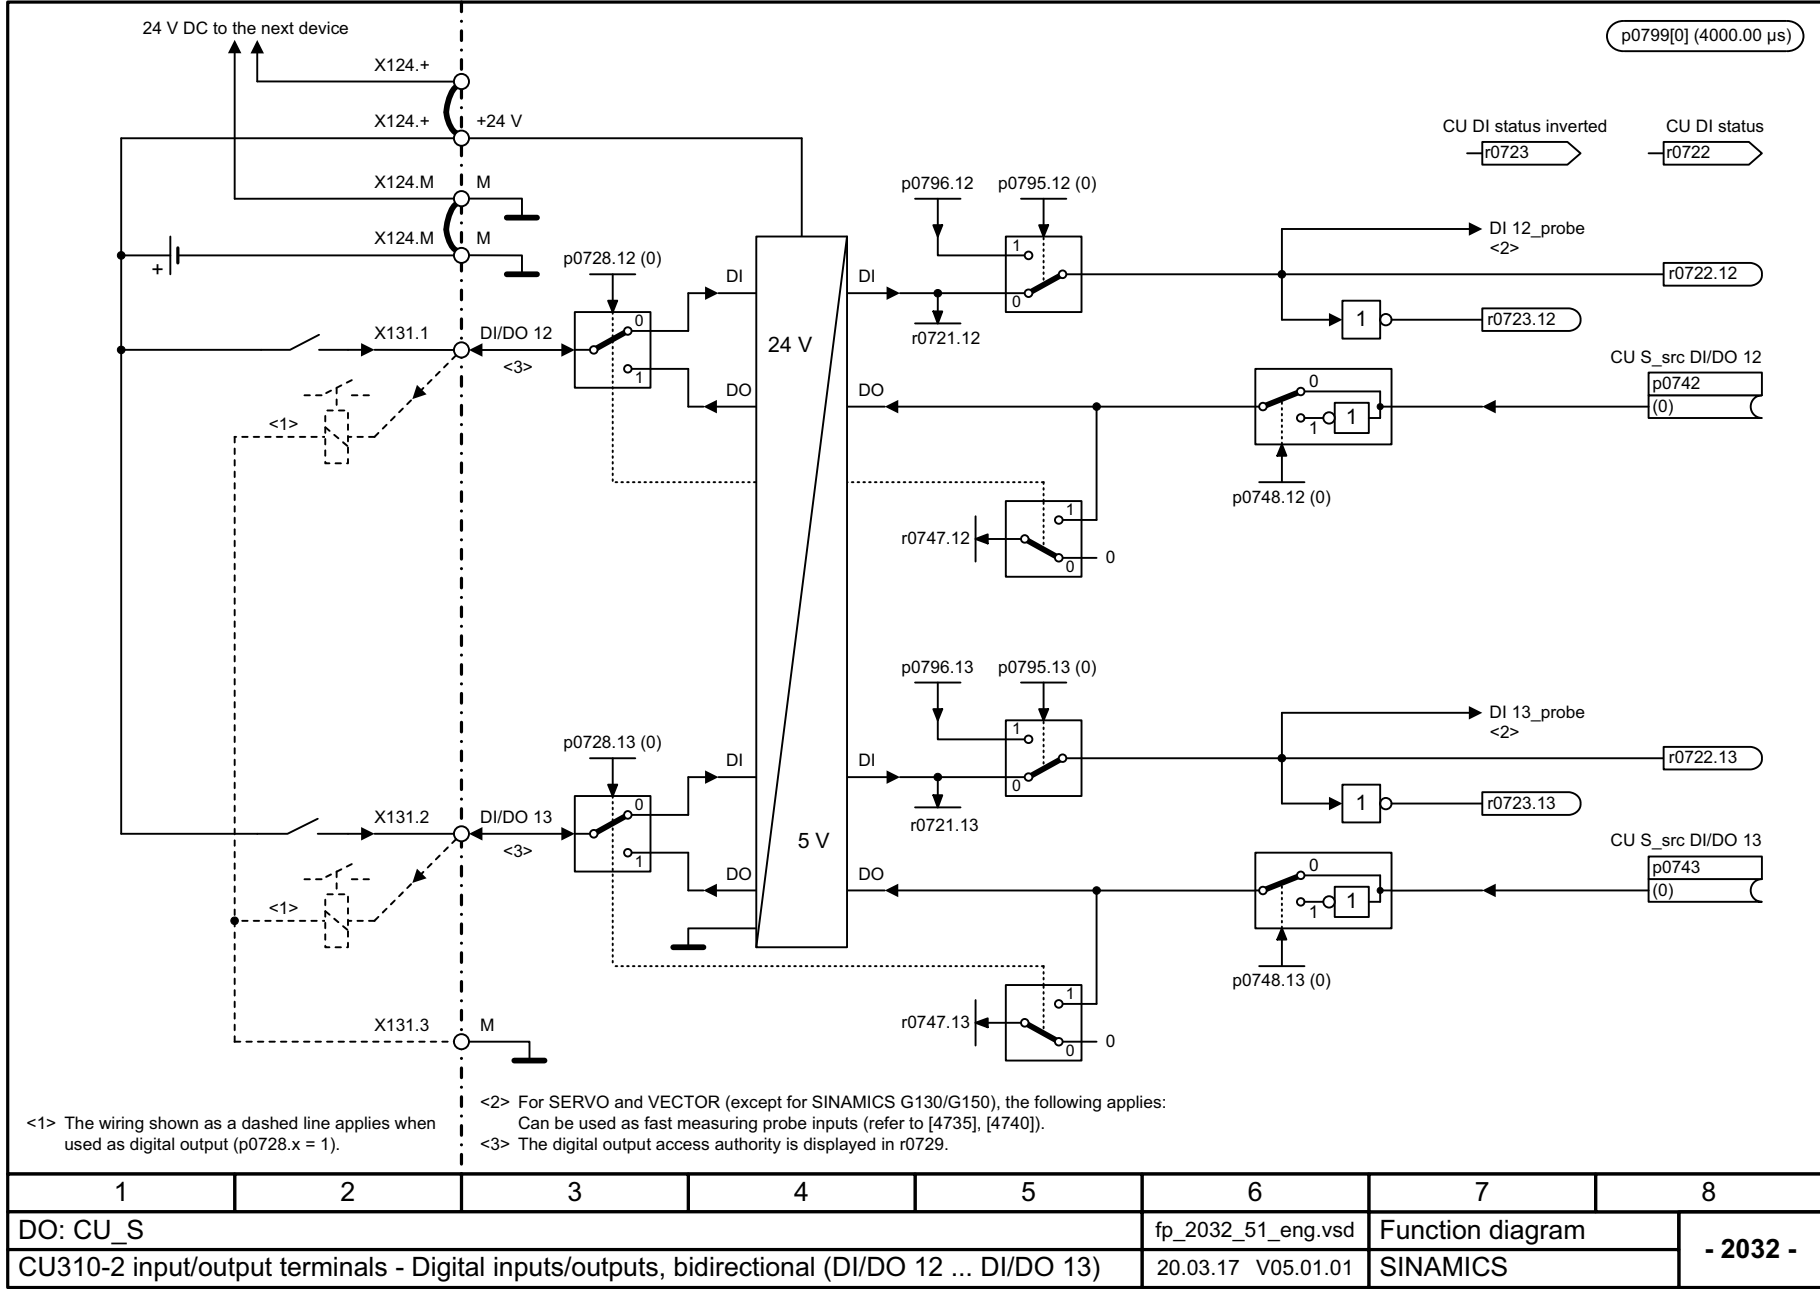 24 V DC to the next device
p0799[0] (4000.00 µs)
X124.+
X124.+
+24 V
CU DI status inverted
r0723
CU DI status
r0722
X124.M
M
X124.M
M
+
p0796.12
p0795.12 (0)
1
0
DI 12_probe
<2>
p0728.12 (0)
DI
DI
r0722.12
X131.1
DI/DO 12
<3>
0
1
24 V
r0721.12
1
r0723.12
CU S_src DI/DO 12
p0742
(0)
DO
DO
0
1
1
<1>
p0748.12 (0)
r0747.12
1
0
0
p0796.13
p0795.13 (0)
1
0
DI 13_probe
<2>
p0728.13 (0)
DI
DI
r0722.13
X131.2
DI/DO 13
<3>
0
1
5 V
r0721.13
1
r0723.13
CU S_src DI/DO 13
p0743
(0)
DO
DO
0
1
1
<1>
p0748.13 (0)
X131.3
M
r0747.13
1
0
0
<1> The wiring shown as a dashed line applies when
used as digital output (p0728.x = 1).
<2> For SERVO and VECTOR (except for SINAMICS G130/G150), the following applies:
Can be used as fast measuring probe inputs (refer to [4735], [4740]).
<3> The digital output access authority is displayed in r0729.
1 2 3 4 5 6 7 8
DO: CU_S
fp_2032_51_eng.vsd
Function diagram
- 2032 -
CU310-2 input/output terminals - Digital inputs/outputs, bidirectional (DI/DO 12 ... DI/DO 13)
20.03.17 V05.01.01
SINAMICS